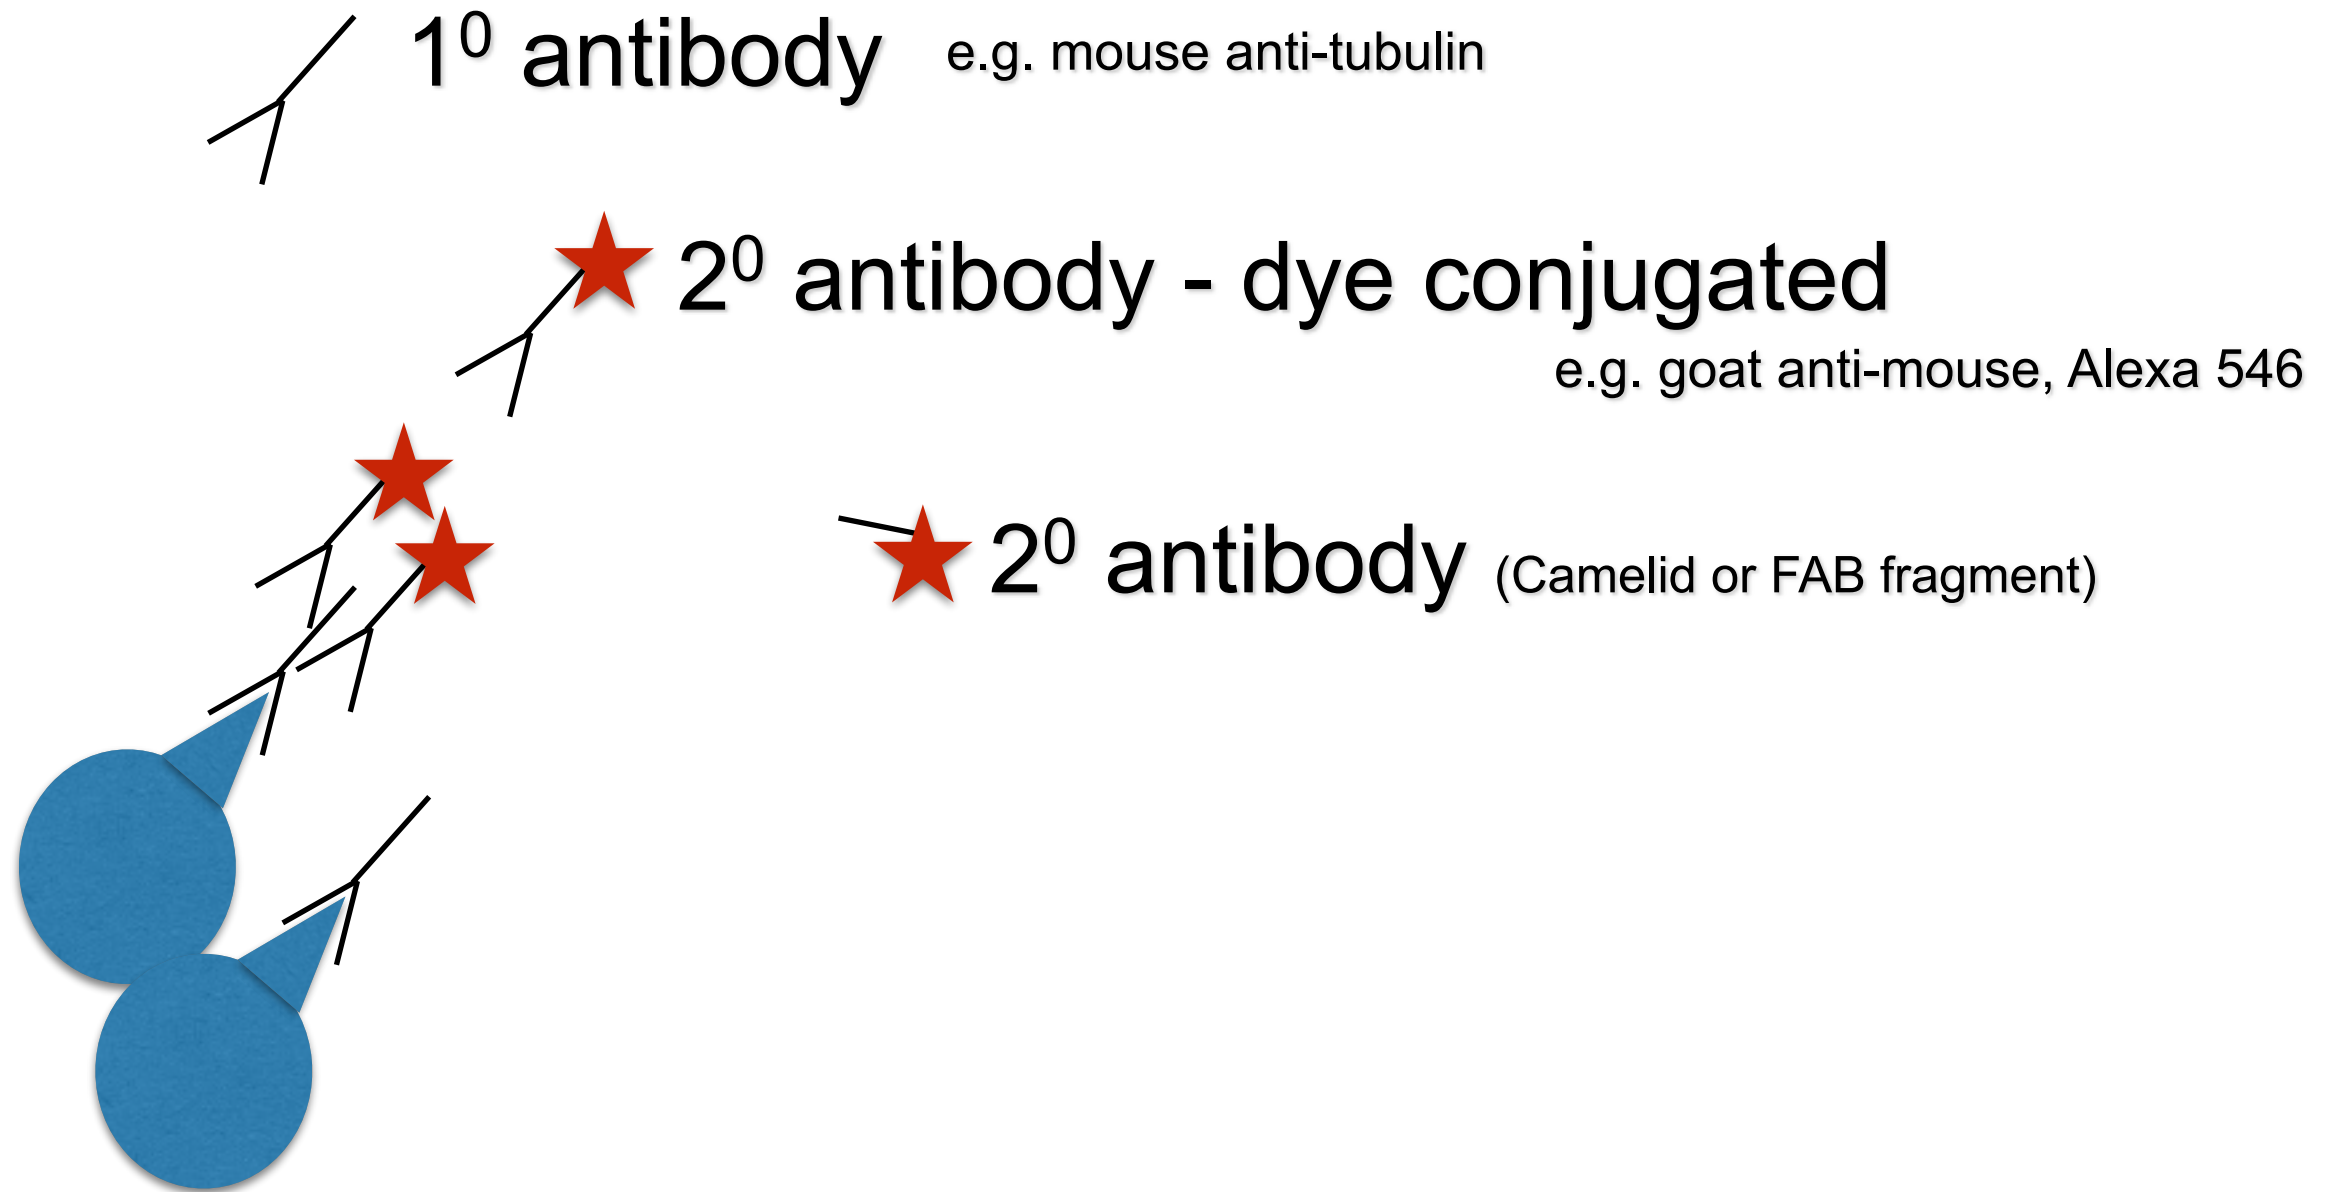 1⁰ antibody e.g. mouse anti-tubulin
2⁰ antibody - dye conjugated
e.g. goat anti-mouse, Alexa 546
2⁰ antibody (Camelid or FAB fragment)